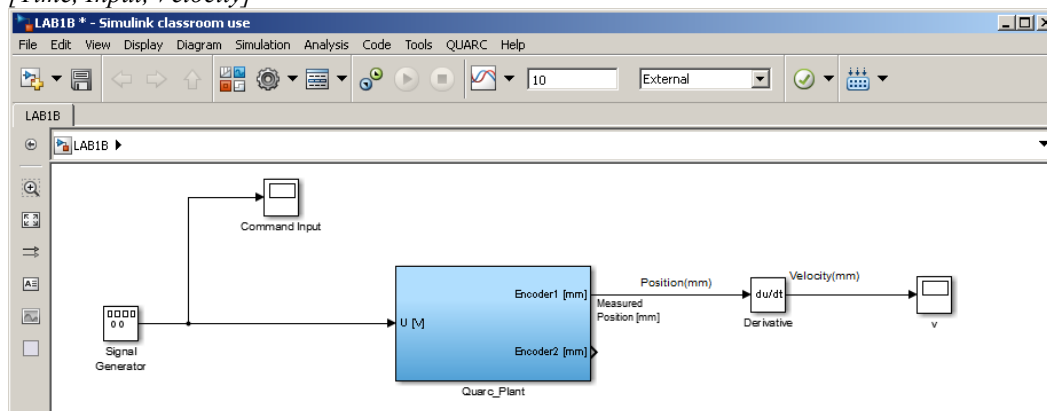 [Time, Input, Velocity]
LAB1B * - Simulink classroom use
File Edit View Display Diagram Simulation Analysis Code Tools QUARC Help
10
External
LAB1B
LAB1B
Command Input
Position(mm)
Velocity(mm)
Encoder1 [mm]
du/dt
Measured
Position [mm]
Derivative
v
U [V]
Signal
Generator
Encoder2 [mm]
Quarc_Plant